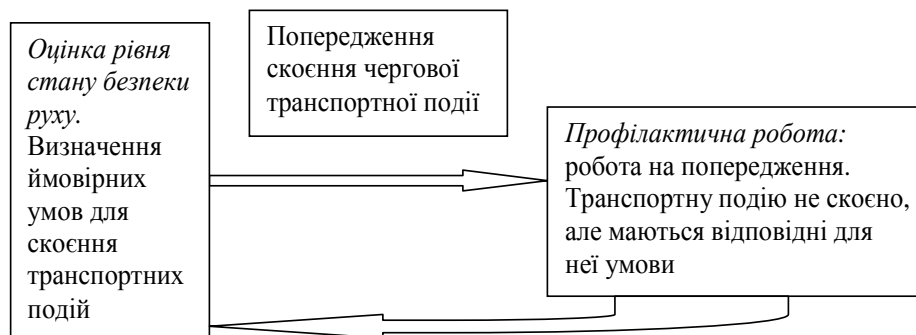 Оцінка рівня
стану безпеки
руху.
Визначення
ймовірних
умов для
скоєння
транспортних
подій
Попередження
скоєння чергової
транспортної події
Профілактична робота:
робота на попередження.
Транспортну подію не скоєно,
але маються відповідні для
неї умови